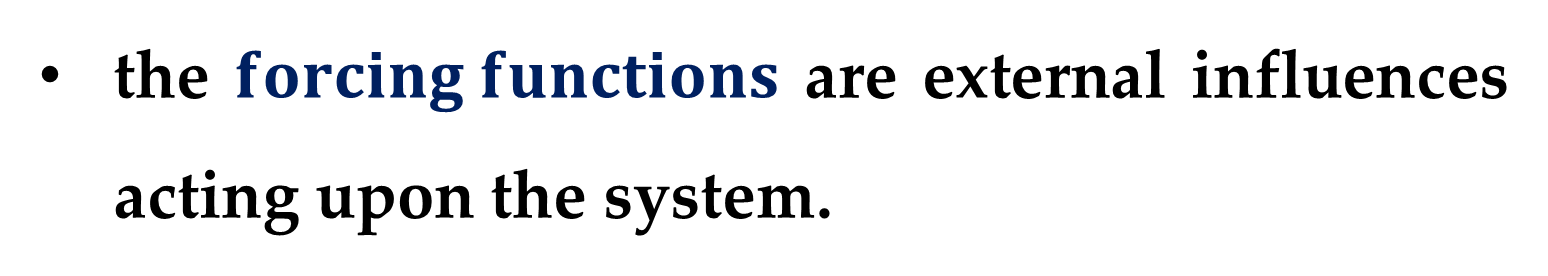 • the forcing functions are external influences
acting upon the system.